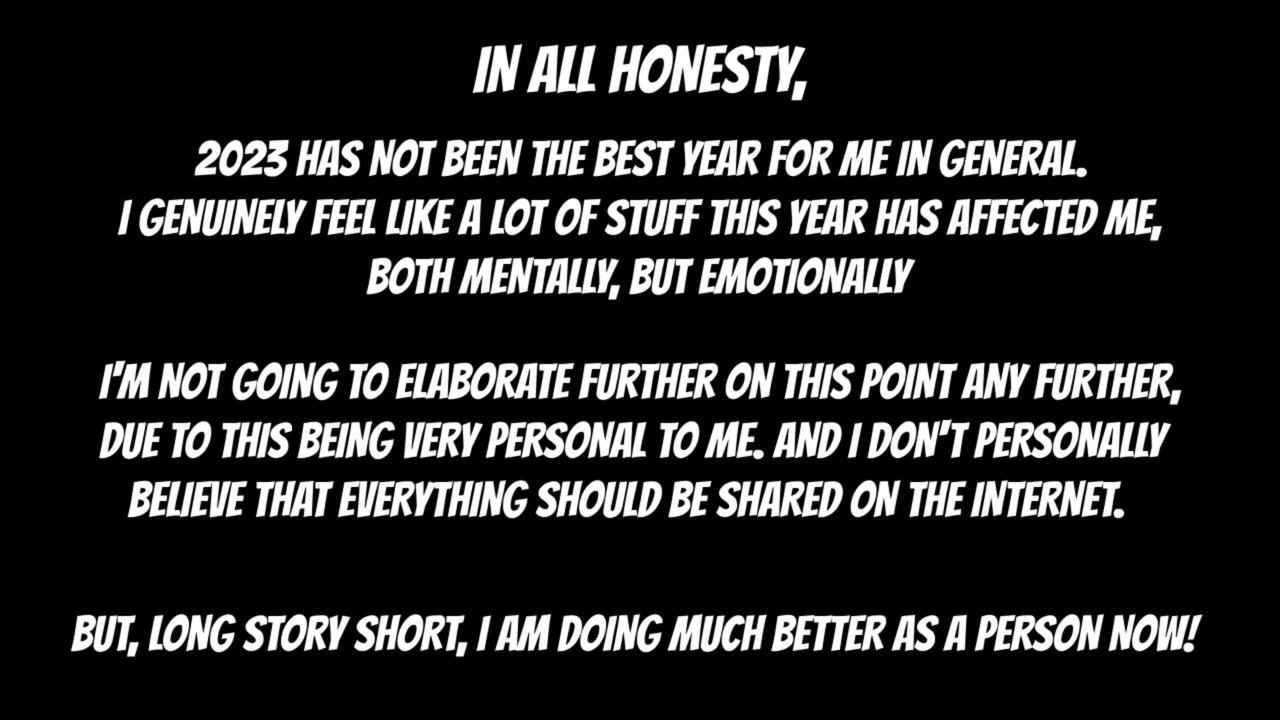 IN ALL HONESTY,
2023 HAS NOT BEEN THE BEST YEAR FOR ME IN GENERAL.
I GENUINELY FEEL LIKE A LOT OF STUFF THIS YEAR HAS AFFECTED ME,
BOTH MENTALLY, BUT EMOTIONALLY
I'M NOT GOING TO ELABORATE FURTHER ON THIS POINT ANY FURTHER,
DUE TO THIS BEING VERY PERSONAL TO ME. AND I DON'T PERSONALLY
BELIEVE THAT EVERYTHING SHOULD BE SHARED ON THE INTERNET.
BUT, LONG STORY SHORT, I AM DOING MUCH BETTER AS A PERSON NOW!